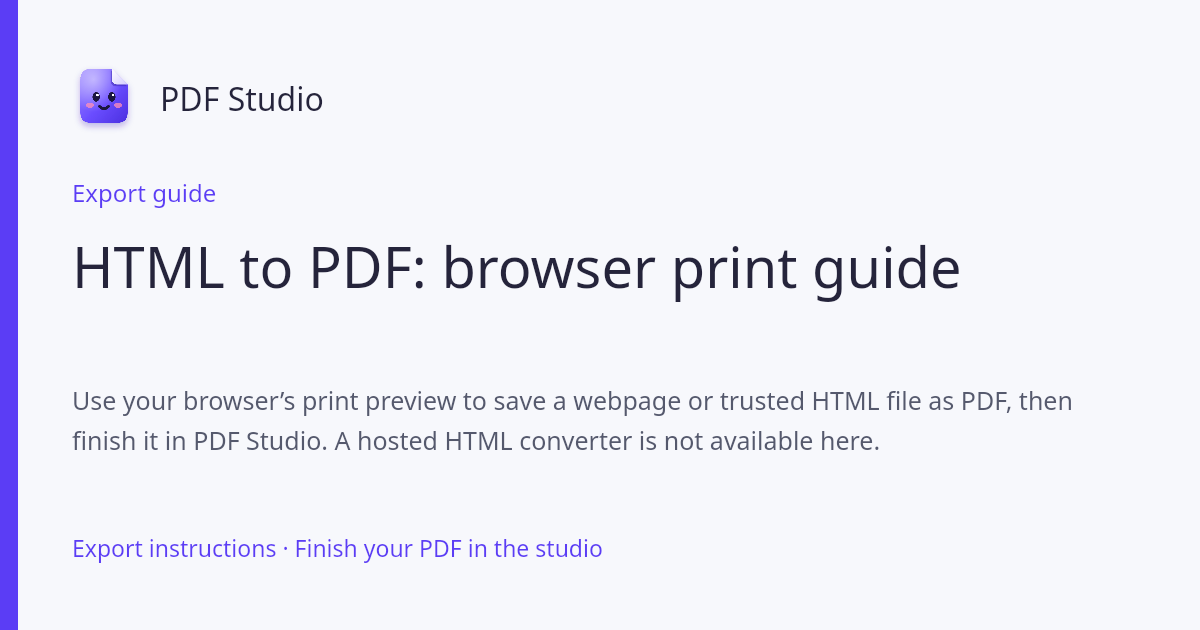 PDF Studio
Export guide
HTML to PDF: browser print guide
Use your browser’s print preview to save a webpage or trusted HTML file as PDF, then
finish it in PDF Studio. A hosted HTML converter is not available here.
Export instructions · Finish your PDF in the studio